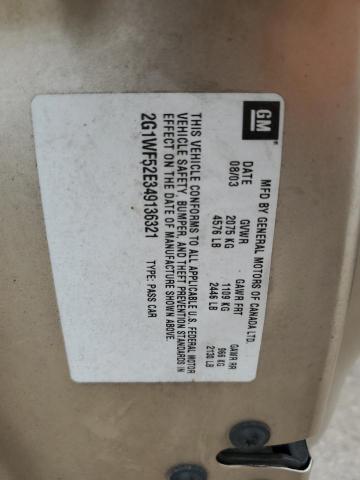 GM
MFD BY GENERAL MOTORS OF CANADA LTD.
DATE GVWR GAWR FRT GAWR RR
08/03 2075 KG 1109 KG 966 KG
4576 LB 2446 LB 2130 LB
THIS VEHICLE CONFORMS TO ALL APPLICABLE U.S. FEDERAL MOTOR
VEHICLE SAFETY, BUMPER, AND THEFT PREVENTION STANDARDS IN
EFFECT ON THE DATE OF MANUFACTURE SHOWN ABOVE.
2G1WF52E349136321 TYPE: PASS CAR